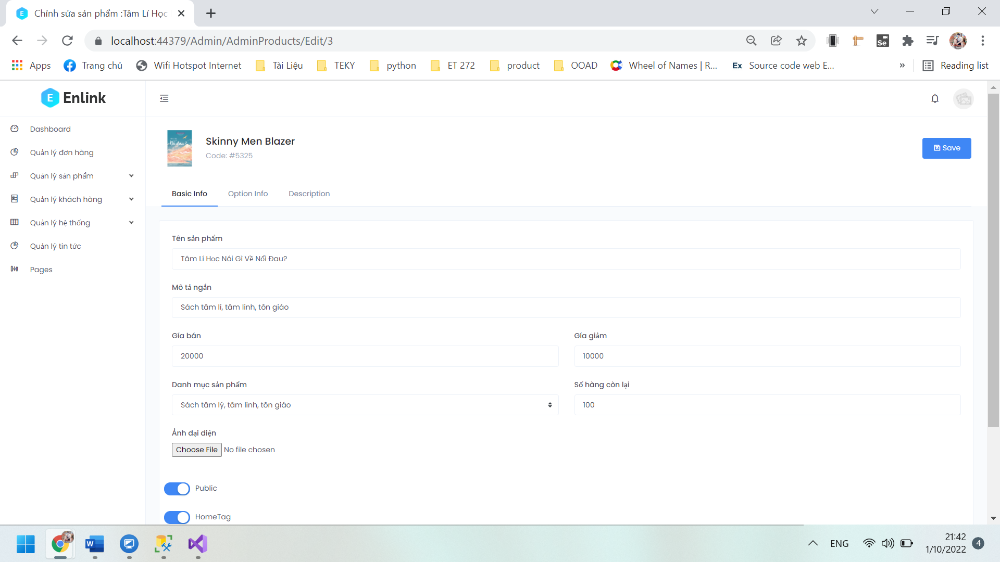 Chỉnh sửa sản phẩm :Tâm Lí Học
localhost:44379/Admin/AdminProducts/Edit/3
Apps
Trang chủ
Wifi Hotspot Internet
Tài Liệu
TEKY
python
ET 272
product
OOAD
Wheel of Names | R...
Ex Source code web E...
»
Reading list
E Enlink
Dashboard
Quản lý đơn hàng
Quản lý sản phẩm
Quản lý khách hàng
Quản lý hệ thống
Quản lý tin tức
Pages
Skinny Men Blazer
Code: #5325
Save
Basic Info
Option Info
Description
Tên sản phẩm
Tâm Lí Học Nói Gì Về Nổi Đau?
Mô tả ngắn
Sách tâm lí, tâm linh, tôn giáo
Gía bán
Gía giảm
20000
10000
Danh mục sản phẩm
Số hàng còn lại
Sách tâm lý, tâm linh, tôn giáo
100
Ảnh đại diện
Choose File No file chosen
Public
HomeTag
ENG
21:42
1/10/2022
4